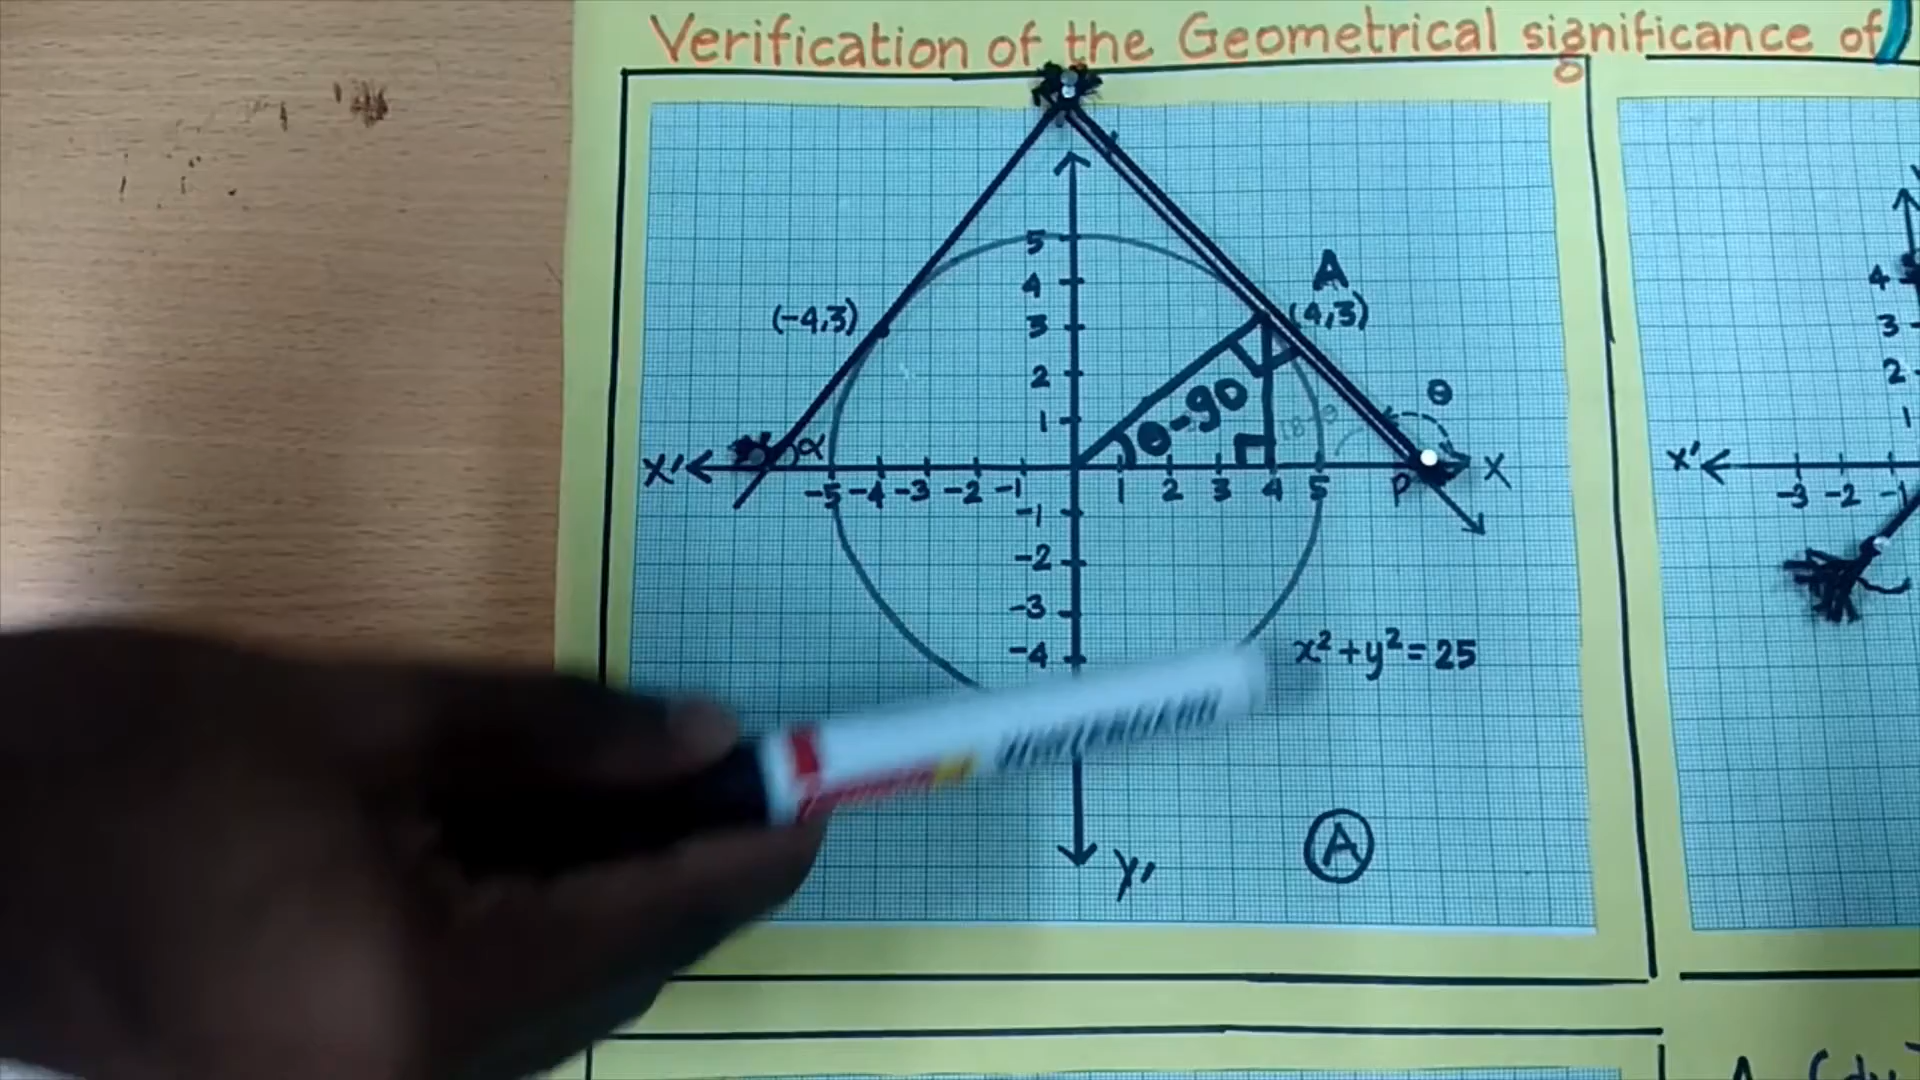 Verification of the Geometrical significance of
5
4
3
2
1
A
(-4,3)
(4,3)
θ
θ-90
α
X'
X
-5 -4 -3 -2 -1 1 2 3 4 5 P
-1
-2
-3
-4
x²+y²=25
Y'
A
4
3
2
1
X'
-3 -2 -1